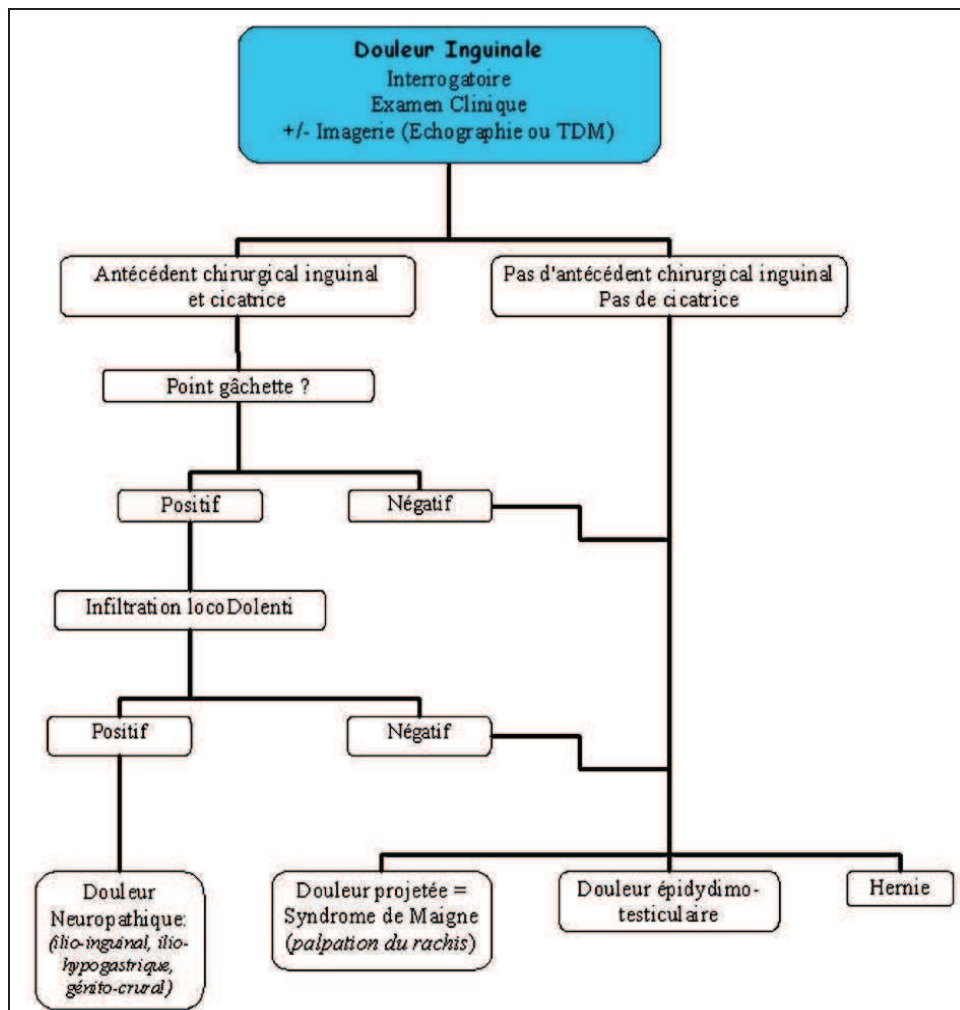 Douleur Inguinale
Interrogatoire
Examen Clinique
+/- Imagerie (Echographie ou TDM)
Antécédent chirurgical inguinal
et cicatrice
Pas d'antécédent chirurgical inguinal
Pas de cicatrice
Point gâchette ?
Positif
Négatif
Infiltration locoDolenti
Positif
Négatif
Douleur
Neuropathique:
(ilio-inguinal, ilio-
hypogastrique,
génito-crural)
Douleur projetée =
Syndrome de Maigne
(palpation du rachis)
Douleur épidydimo-
testiculaire
Hernie